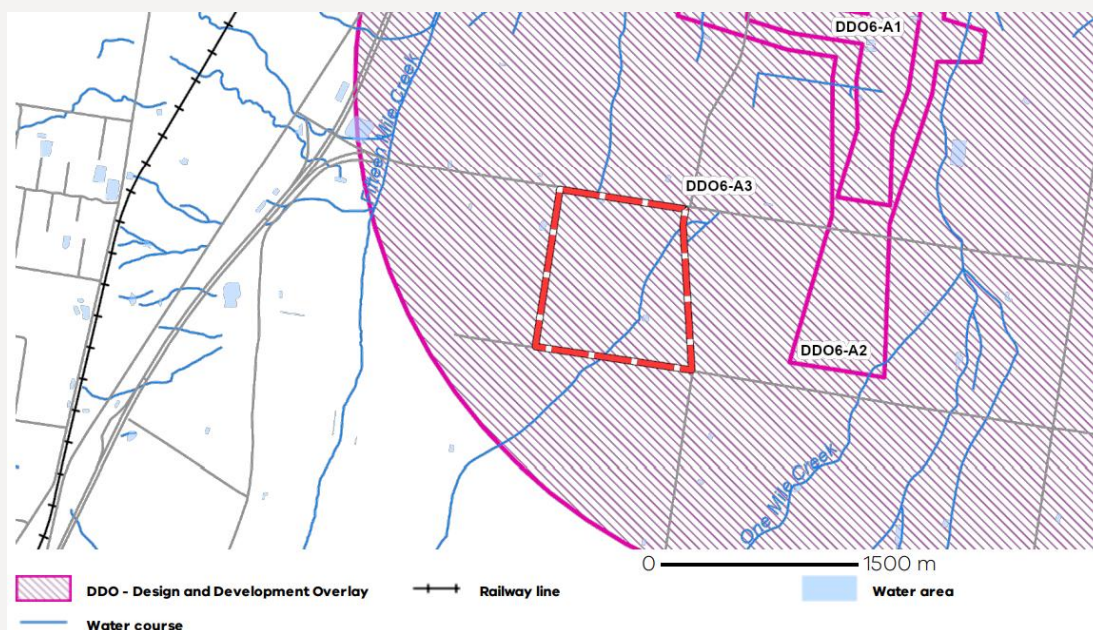 DDO6-A1
Fifteen Mile Creek
DDO6-A3
DDO6-A2
One Mile Creek
0 1500 m
DDO - Design and Development Overlay
Railway line
Water area
Water course